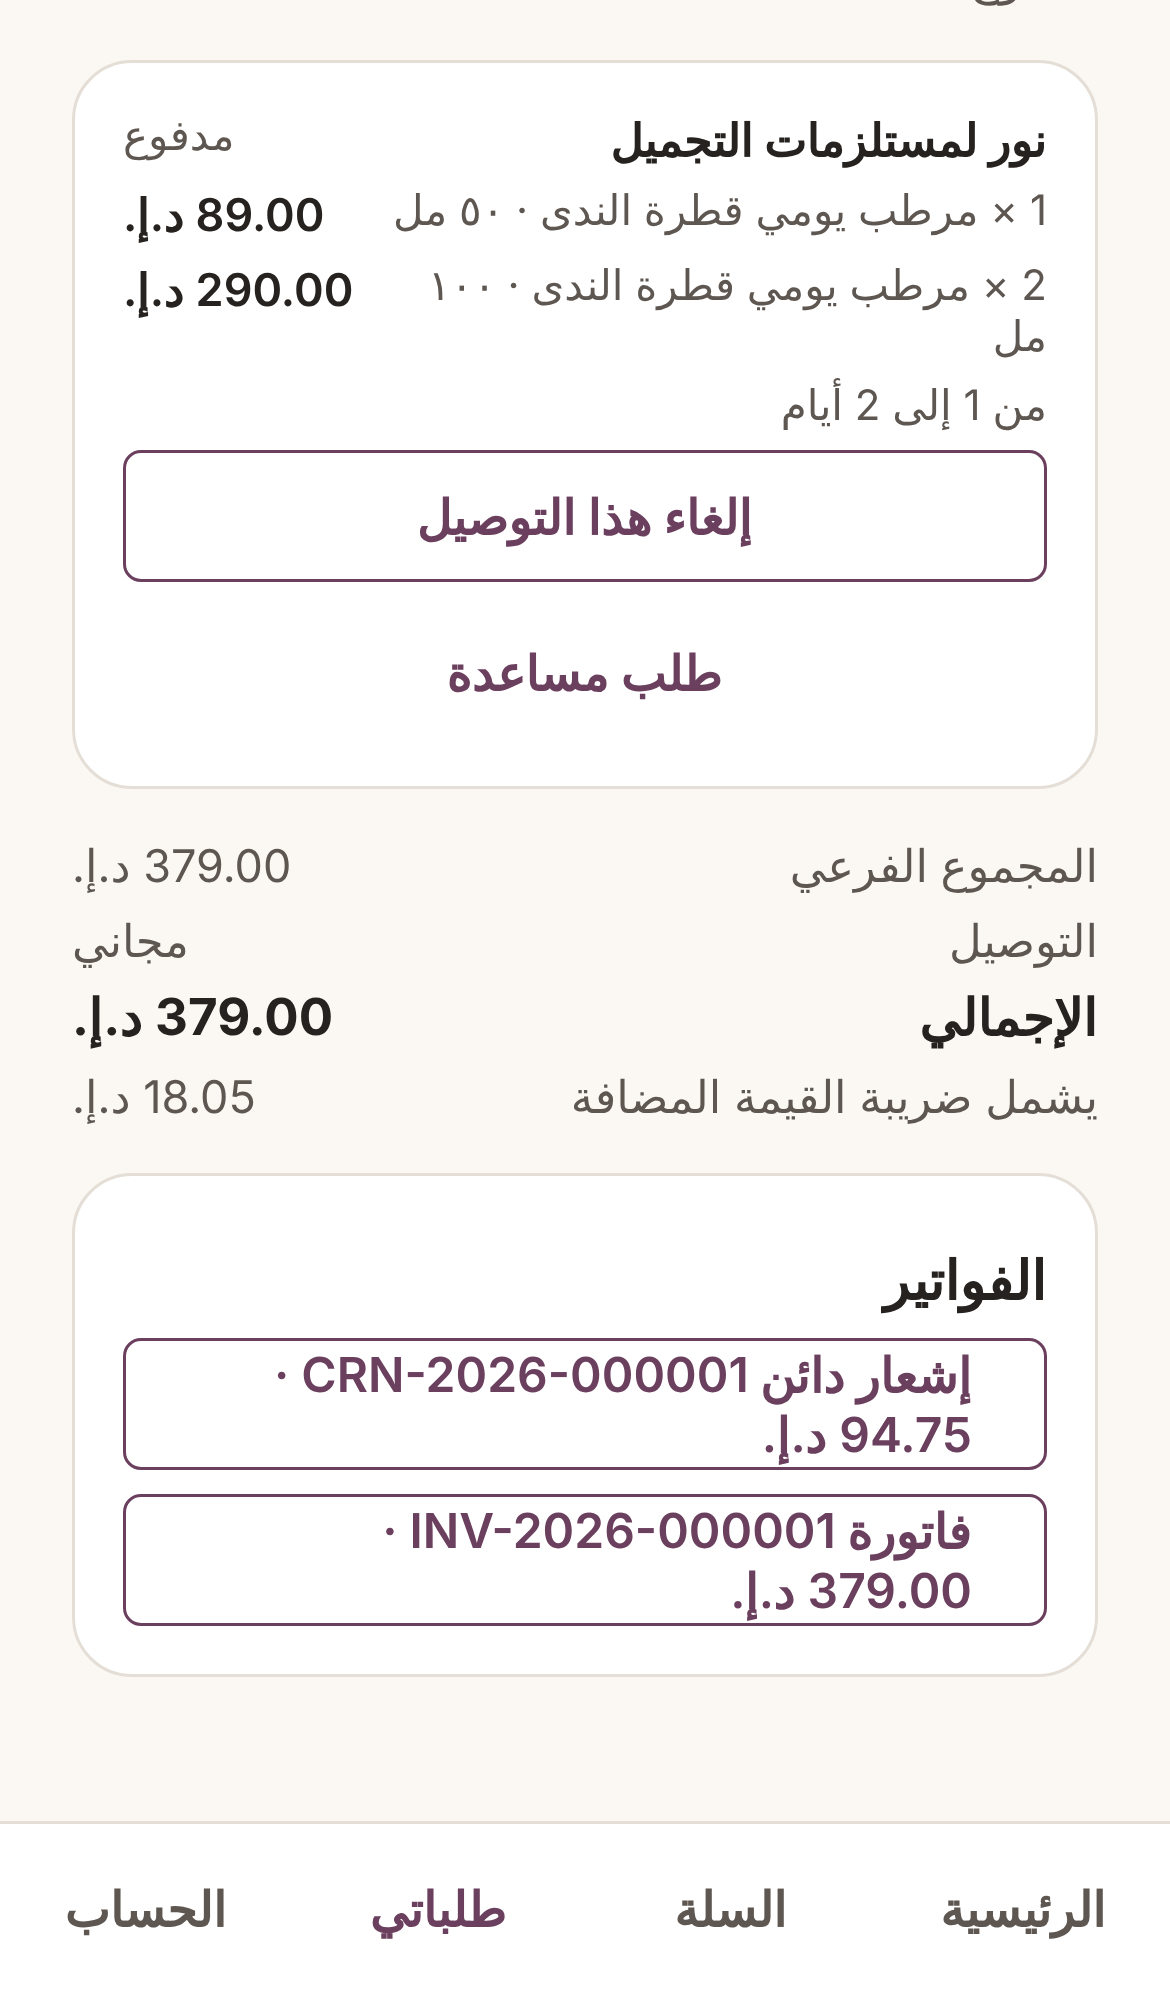 نور لمستلزمات التجميل
مدفوع
1 × مرطب يومي قطرة الندى · ٥٠ مل
89.00 د.إ.
2 × مرطب يومي قطرة الندى · ١٠٠
مل
290.00 د.إ.
من 1 إلى 2 أيام
إلغاء هذا التوصيل
طلب مساعدة
المجموع الفرعي
379.00 د.إ.
التوصيل
مجاني
الإجمالي
379.00 د.إ.
يشمل ضريبة القيمة المضافة
18.05 د.إ.
الفواتير
إشعار دائن CRN-2026-000001 ·
94.75 د.إ.
فاتورة INV-2026-000001 ·
379.00 د.إ.
الرئيسية
السلة
طلباتي
الحساب